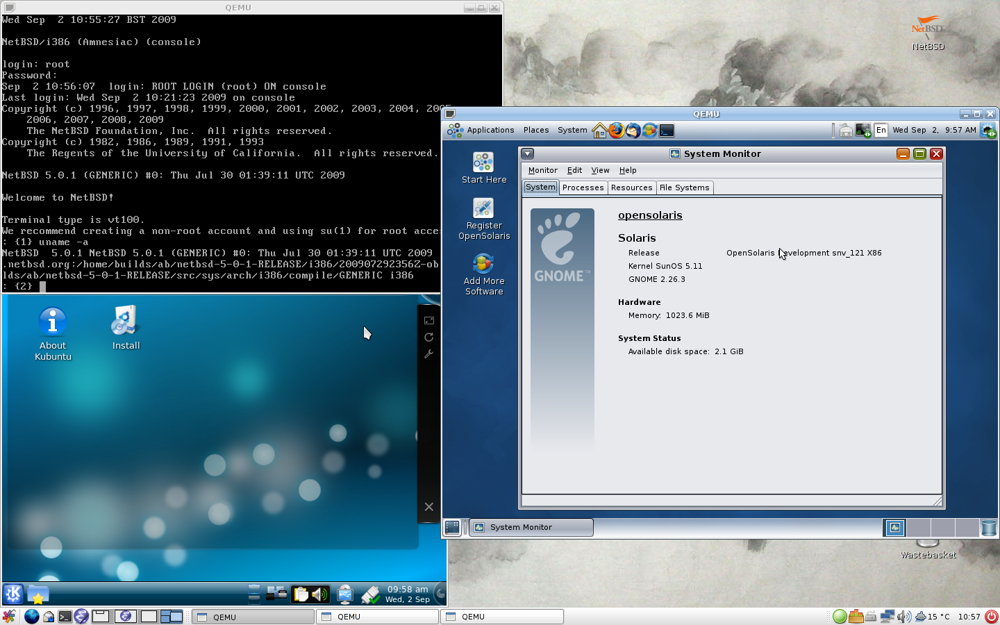 QEMU
Wed Sep  2 10:55:27 BST 2009
NetBSD/i386 (Amnesiac) (console)
login: root
Password:
Sep  2 10:56:07  login: ROOT LOGIN (root) ON console
Last login: Wed Sep  2 10:21:23 2009 on console
Copyright (c) 1996, 1997, 1998, 1999, 2000, 2001, 2002, 2003, 2004,
2006, 2007, 2008, 2009
The NetBSD Foundation, Inc.  All rights reserved.
Copyright (c) 1982, 1986, 1989, 1991, 1993
The Regents of the University of California.  All rights reserved.
NetBSD 5.0.1 (GENERIC) #0: Thu Jul 30 01:39:11 UTC 2009
Welcome to NetBSD!
Terminal type is vt100.
We recommend creating a non-root account and using su(1) for root
: {1} uname -a
NetBSD  5.0.1 NetBSD 5.0.1 (GENERIC) #0: Thu Jul 30 01:39:11 UTC 2009
.netbsd.org:/home/builds/ab/netbsd-5-0-1-RELEASE/i386/200907292356Z-ob
lds/ab/netbsd-5-0-1-RELEASE/src/sys/arch/i386/compile/GENERIC i386
: {2}
NetBSD
NetBSD
QEMU
Applications Places System En Wed Sep 2, 9:57 AM
Start Here
Register
OpenSolaris
Add More
Software
System Monitor
Monitor Edit View Help
System Processes Resources File Systems
GNOME™
opensolaris
Solaris
Release OpenSolaris snv_121 X86
Kernel SunOS 5.11
GNOME 2.26.3
Hardware
Memory: 1023.6 MiB
System Status
Available disk space: 2.1 GiB
System Monitor
About
Kubuntu
Install
09:58 am
Wed, 2 Sep
Wastebasket
QEMU QEMU QEMU 15 °C 10:57